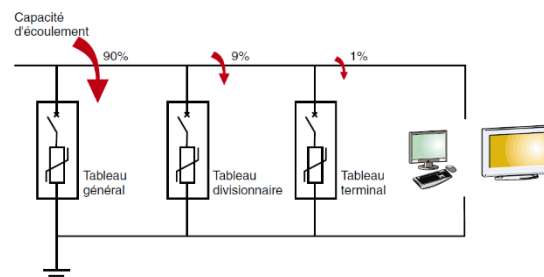 Capacité
d'écoulement
90%
9%
1%
Tableau
général
Tableau
divisionnaire
Tableau
terminal